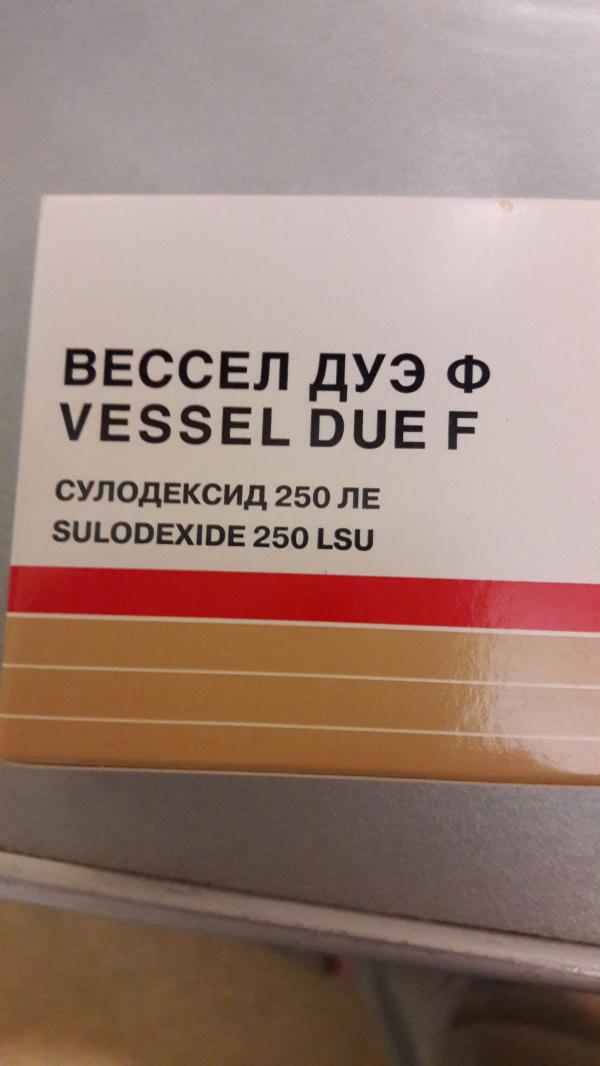 ВЕССЕЛ ДУЭ Ф
VESSEL DUE F
СУЛОДЕКСИД 250 ЛЕ
SULODEXIDE 250 LSU